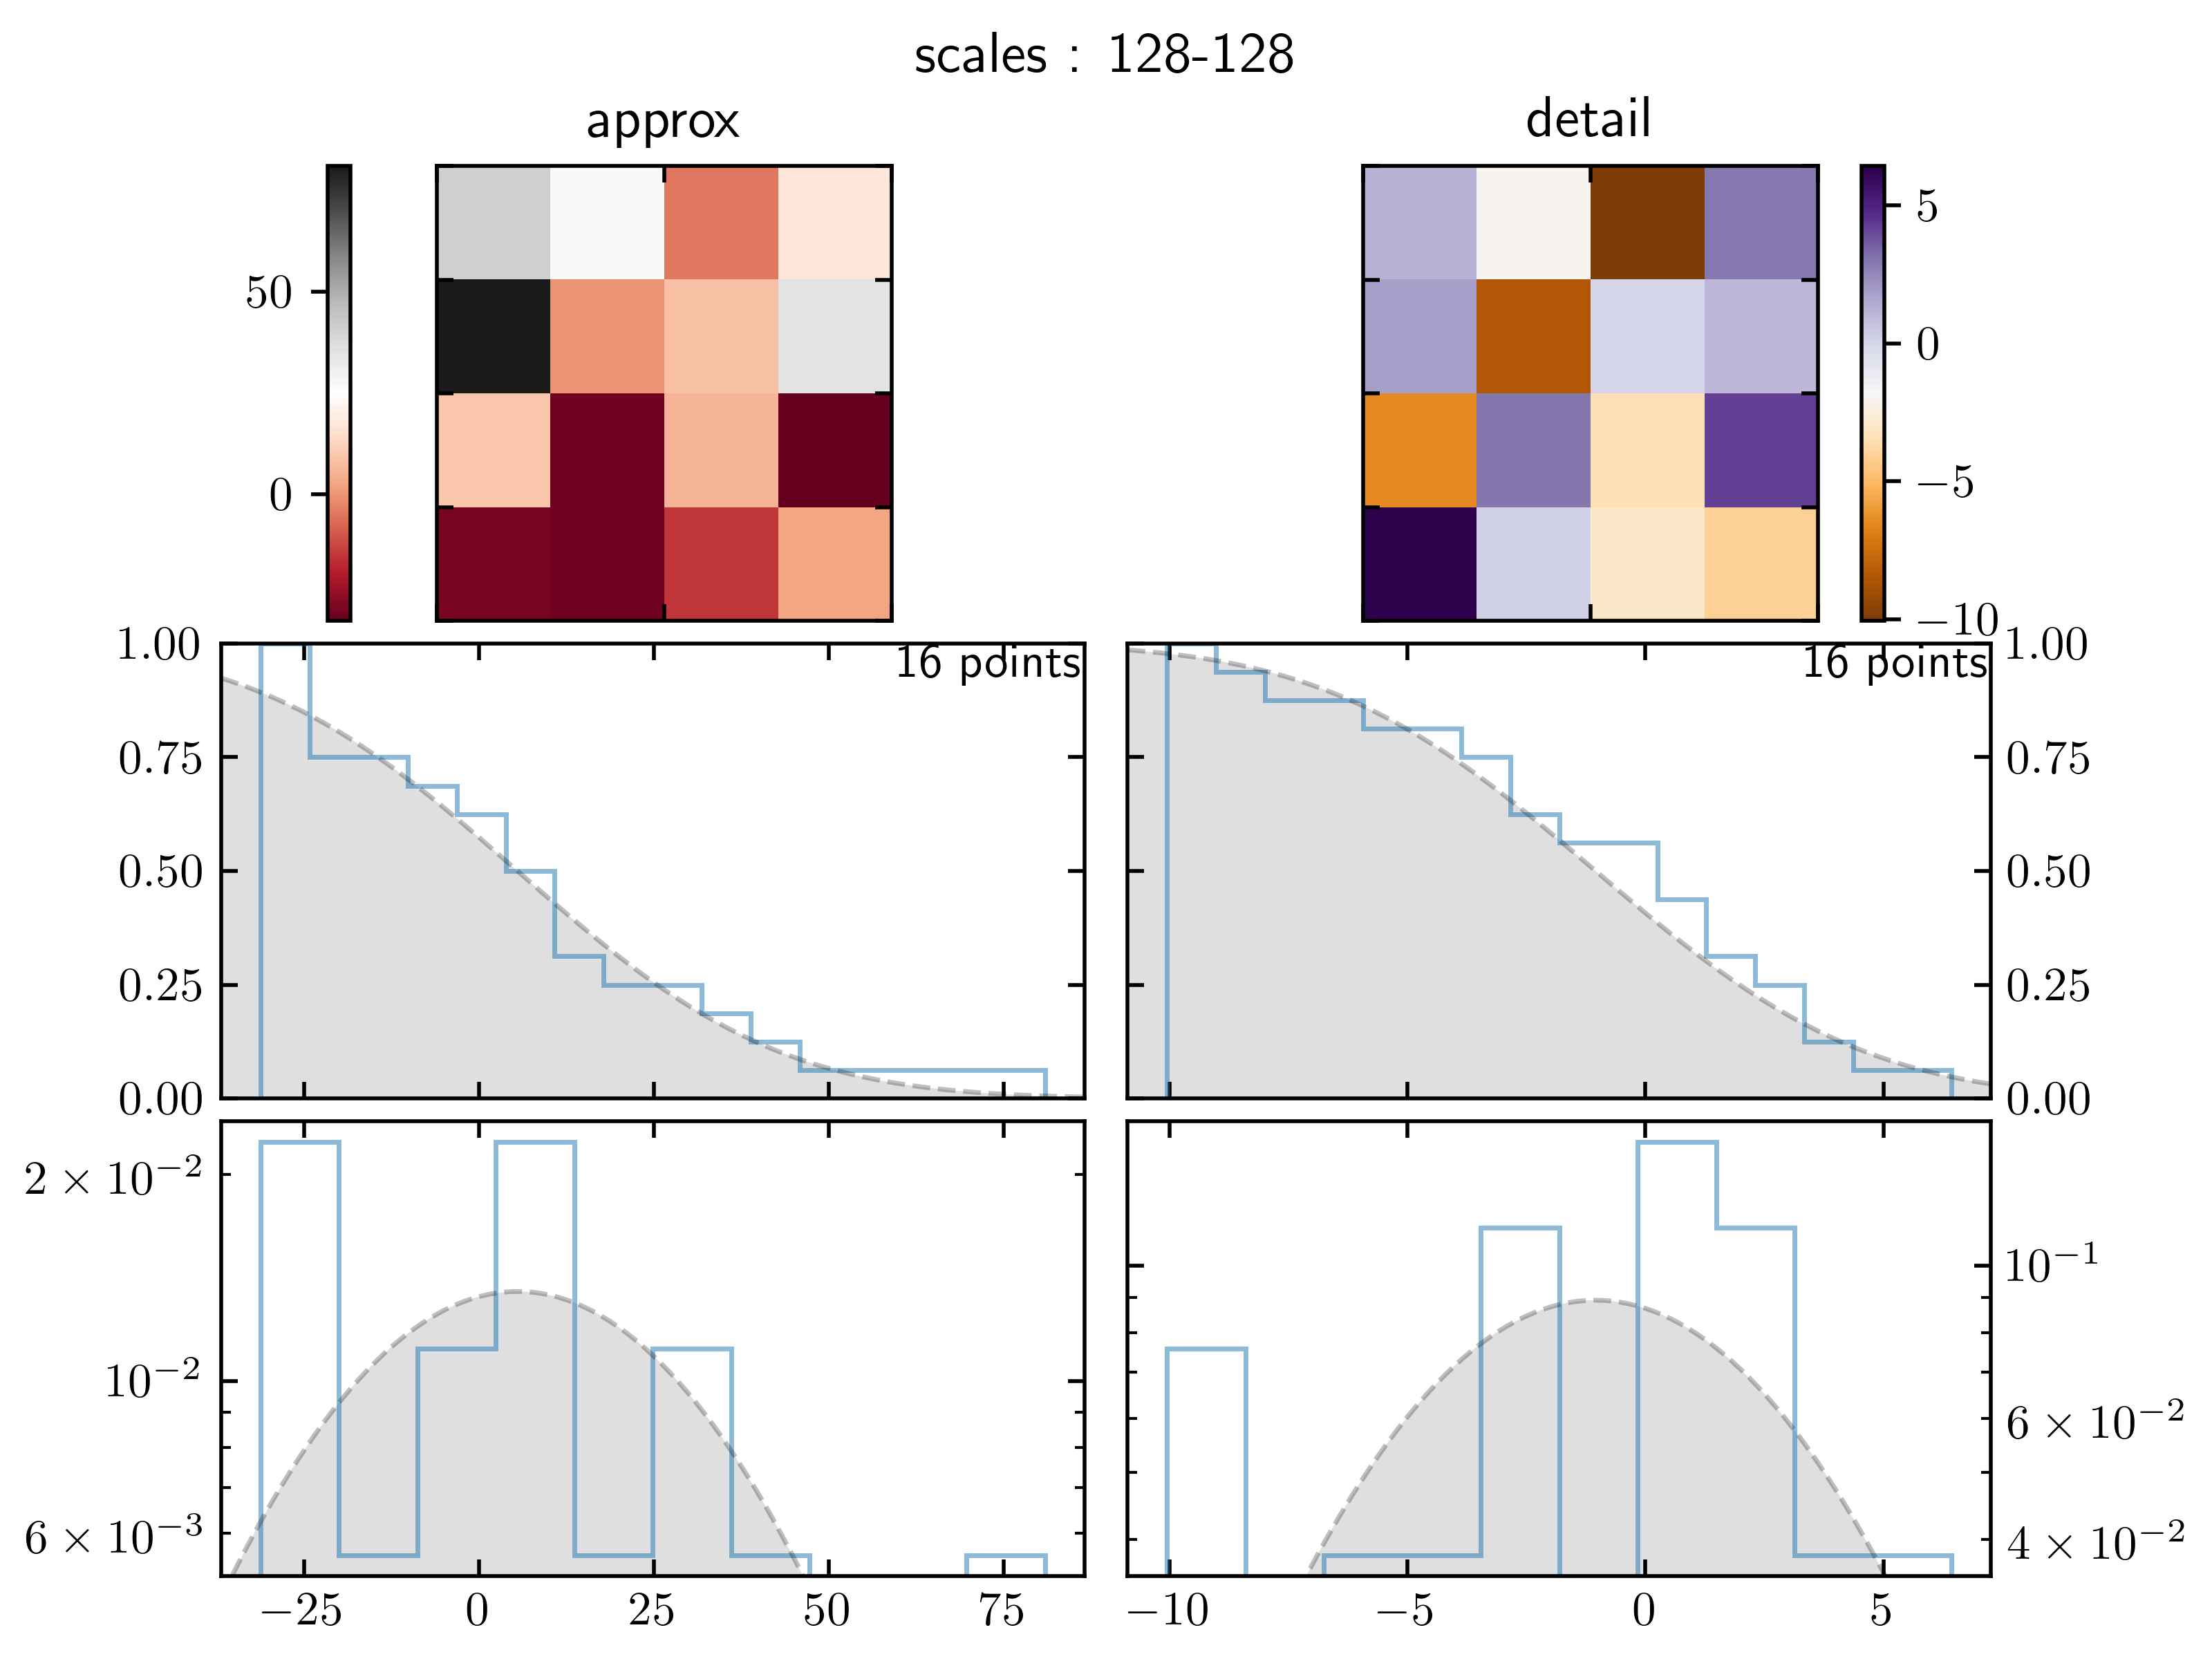 scales : 128-128
approx
detail
50
0
5
0
−5
−10
1.00
0.75
0.50
0.25
0.00
16 points
16 points
1.00
0.75
0.50
0.25
0.00
2 × 10⁻²
10⁻²
6 × 10⁻³
10⁻¹
6 × 10⁻²
4 × 10⁻²
−25 0 25 50 75
−10 −5 0 5